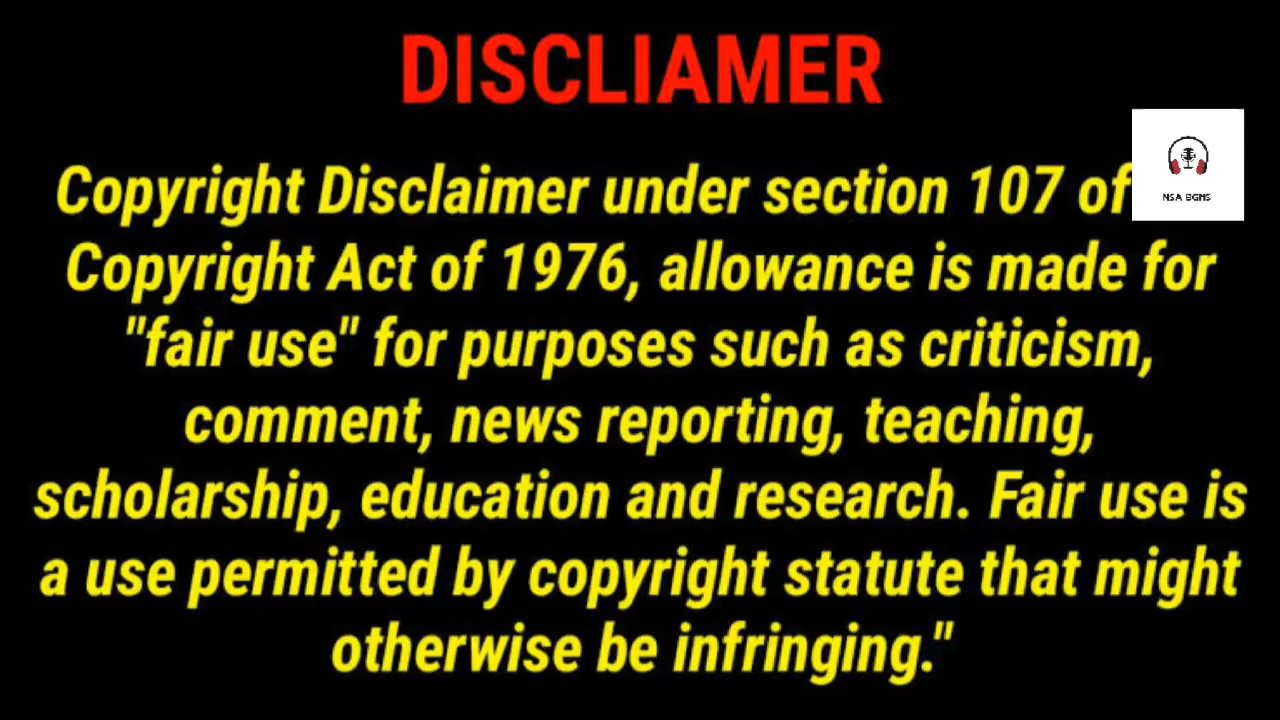 DISCLIAMER
Copyright Disclaimer under section 107 of
NSA BGMS
Copyright Act of 1976, allowance is made for
"fair use" for purposes such as criticism,
comment, news reporting, teaching,
scholarship, education and research. Fair use is
a use permitted by copyright statute that might
otherwise be infringing."